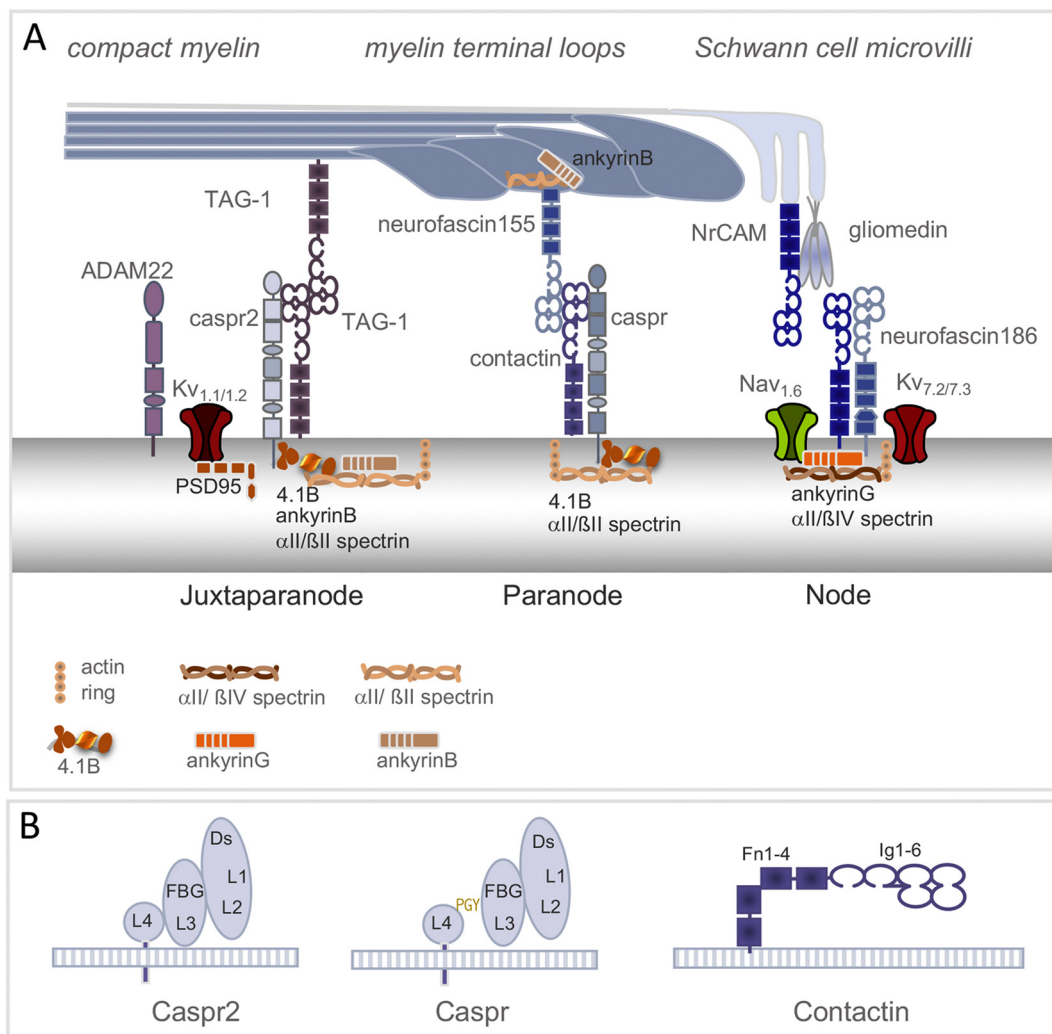 A
compact myelin
myelin terminal loops
Schwann cell microvilli
ankyrinB
TAG-1
neurofascin155
NrCAM
gliomedin
ADAM22
caspr2
TAG-1
caspr
contactin
neurofascin186
Kv1.1/1.2
Nav1.6
Kv7.2/7.3
PSD95
4.1B
ankyrinB
αII/ßII spectrin
4.1B
αII/ßII spectrin
ankyrinG
αII/ßIV spectrin
Juxtaparanode
Paranode
Node
actin
ring
αII/ ßIV spectrin
αII/ ßII spectrin
4.1B
ankyrinG
ankyrinB
B
Ds
L1
L2
FBG
L3
L4
Caspr2
Ds
L1
L2
FBG
L3
PGY
L4
Caspr
Fn1-4
Ig1-6
Contactin